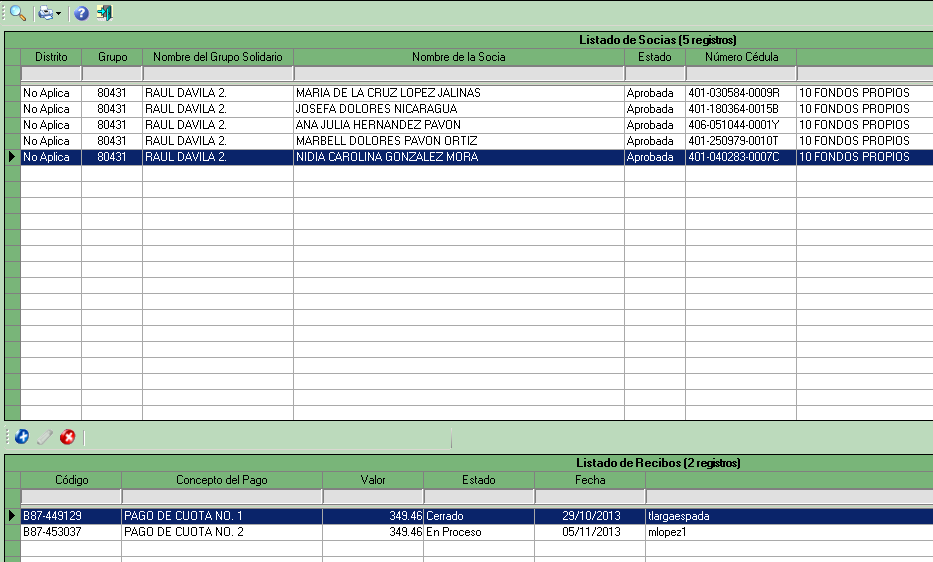 Listado de Socias (5 registros)
Distrito Grupo Nombre del Grupo Solidario Nombre de la Socia Estado Número Cédula
No Aplica 80431 RAUL DAVILA 2. MARIA DE LA CRUZ LOPEZ JALINAS Aprobada 401-030584-0009R 10 FONDOS PROPIOS
No Aplica 80431 RAUL DAVILA 2. JOSEFA DOLORES NICARAGUA Aprobada 401-180364-0015B 10 FONDOS PROPIOS
No Aplica 80431 RAUL DAVILA 2. ANA JULIA HERNANDEZ PAVON Aprobada 406-051044-0001Y 10 FONDOS PROPIOS
No Aplica 80431 RAUL DAVILA 2. MARBELL DOLORES PAVON ORTIZ Aprobada 401-250979-0010T 10 FONDOS PROPIOS
No Aplica 80431 RAUL DAVILA 2. NIDIA CAROLINA GONZALEZ MORA Aprobada 401-040283-0007C 10 FONDOS PROPIOS
Listado de Recibos (2 registros)
Código Concepto del Pago Valor Estado Fecha
B87-449129 PAGO DE CUOTA NO. 1 349.46 Cerrado 29/10/2013 tlargaespada
B87-453037 PAGO DE CUOTA NO. 2 349.46 En Proceso 05/11/2013 mlopez1